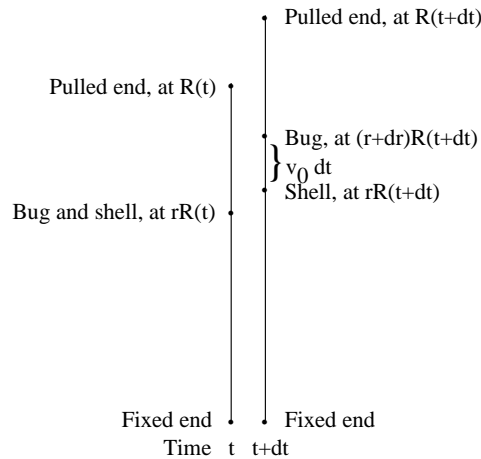 Pulled end, at R(t+dt)
Pulled end, at R(t)
Bug, at (r+dr)R(t+dt)
} v₀ dt
Shell, at rR(t+dt)
Bug and shell, at rR(t)
Fixed end
Fixed end
Time t t+dt